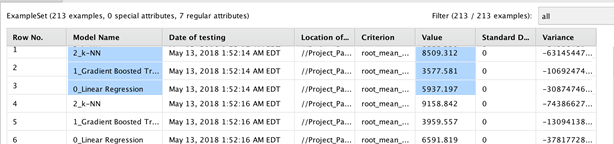 ExampleSet (213 examples, 0 special attributes, 7 regular attributes) Filter (213 / 213 examples): all
Row No. Model Name Date of testing Location of... Criterion Value Standard D... Variance
1 2_k-NN May 13, 2018 1:52:14 AM EDT //Project_Pa... root_mean_... 8509.312 0 -63145447...
2 1_Gradient Boosted Tr... May 13, 2018 1:52:14 AM EDT //Project_Pa... root_mean_... 3577.581 0 -10692474...
3 0_Linear Regression May 13, 2018 1:52:14 AM EDT //Project_Pa... root_mean_... 5937.197 0 -30874746...
4 2_k-NN May 13, 2018 1:52:16 AM EDT //Project_Pa... root_mean_... 9158.842 0 -74386627...
5 1_Gradient Boosted Tr... May 13, 2018 1:52:16 AM EDT //Project_Pa... root_mean_... 3959.557 0 -13094138...
6 0_Linear Regression May 13, 2018 1:52:16 AM EDT //Project_Pa... root_mean_... 6591.819 0 -37817728...